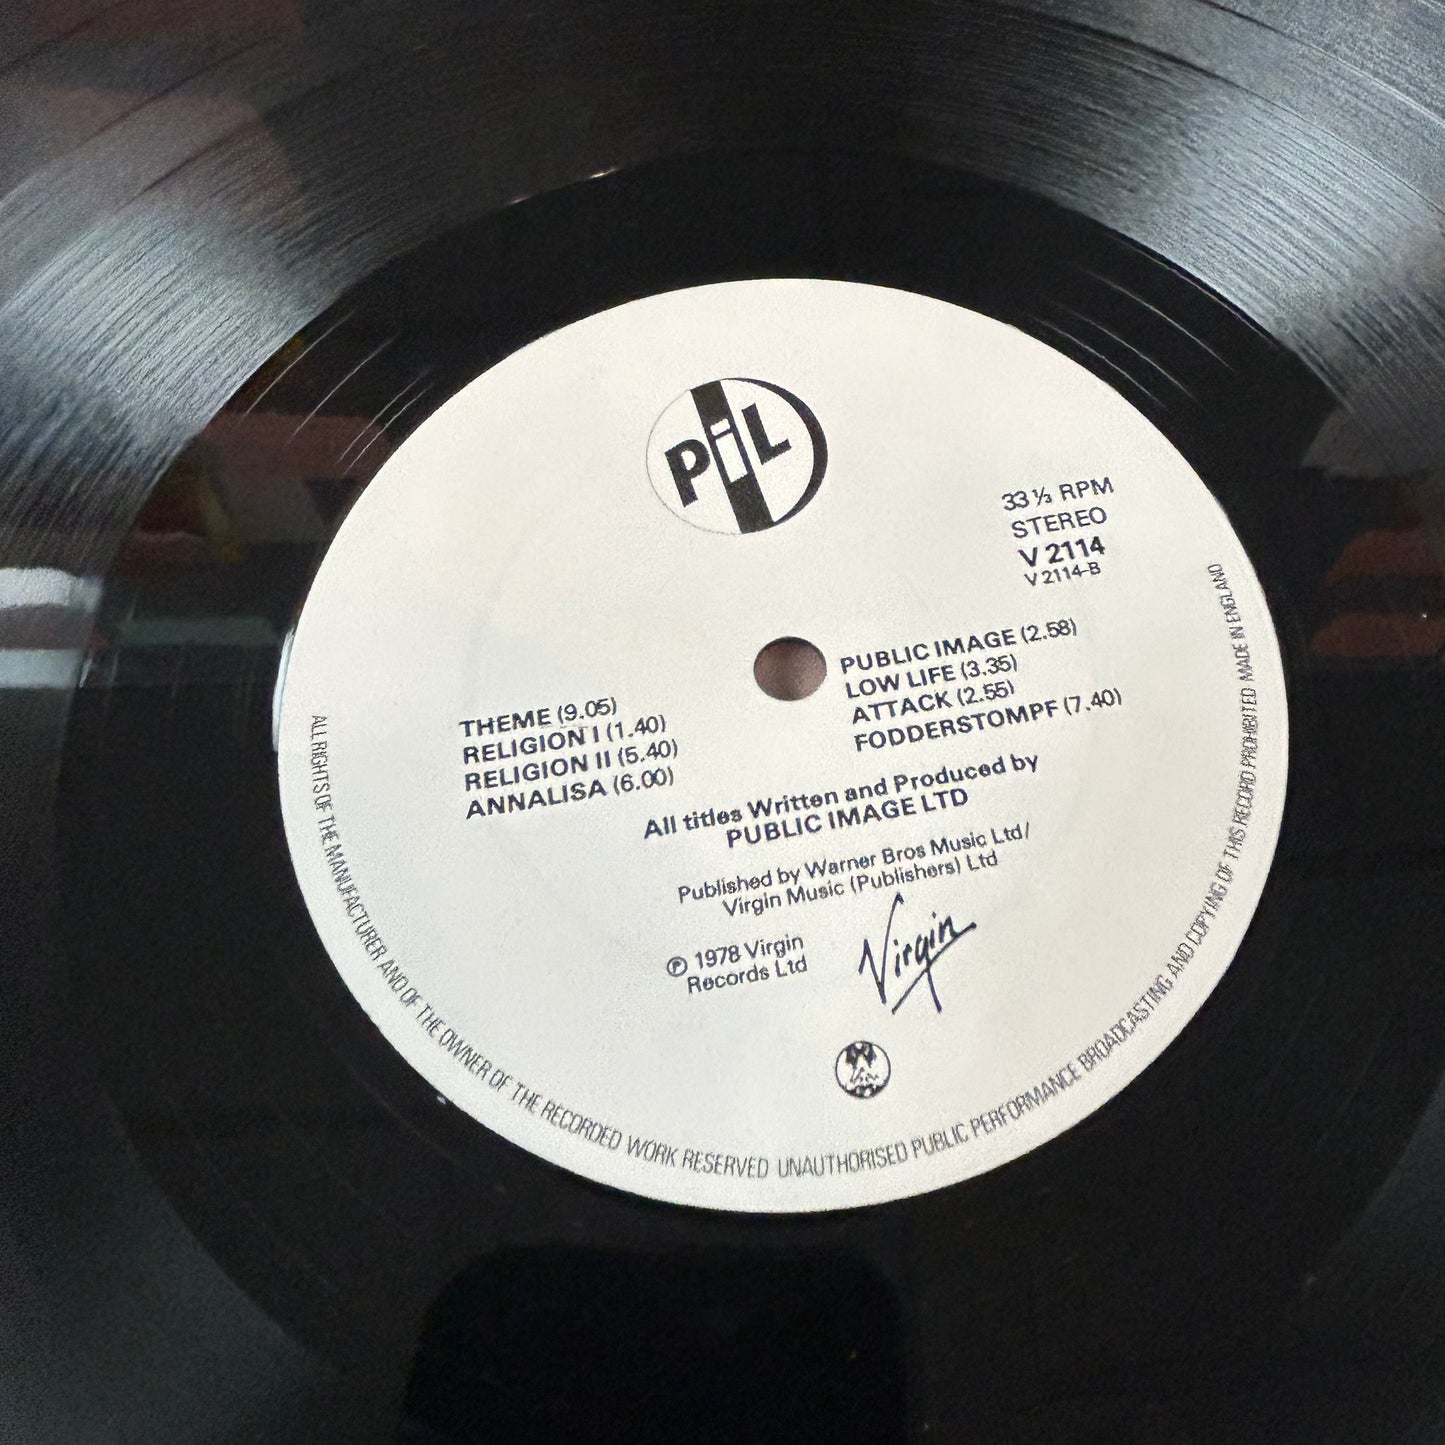 PiL
33⅓ RPM
STEREO
V 2114
V 2114-B
THEME (9.05)
RELIGION I (1.40)
RELIGION II (5.40)
ANNALISA (6.00)
PUBLIC IMAGE (2.58)
LOW LIFE (3.35)
ATTACK (2.55)
FODDERSTOMPF (7.40)
All titles Written and Produced by
PUBLIC IMAGE LTD
Published by Warner Bros Music Ltd/
Virgin Music (Publishers) Ltd
℗ 1978 Virgin
Records Ltd
Virgin
ALL RIGHTS OF THE MANUFACTURER AND OF THE OWNER OF THE RECORDED WORK RESERVED UNAUTHORISED PUBLIC PERFORMANCE BROADCASTING AND COPYING OF THIS RECORD PROHIBITED MADE IN ENGLAND